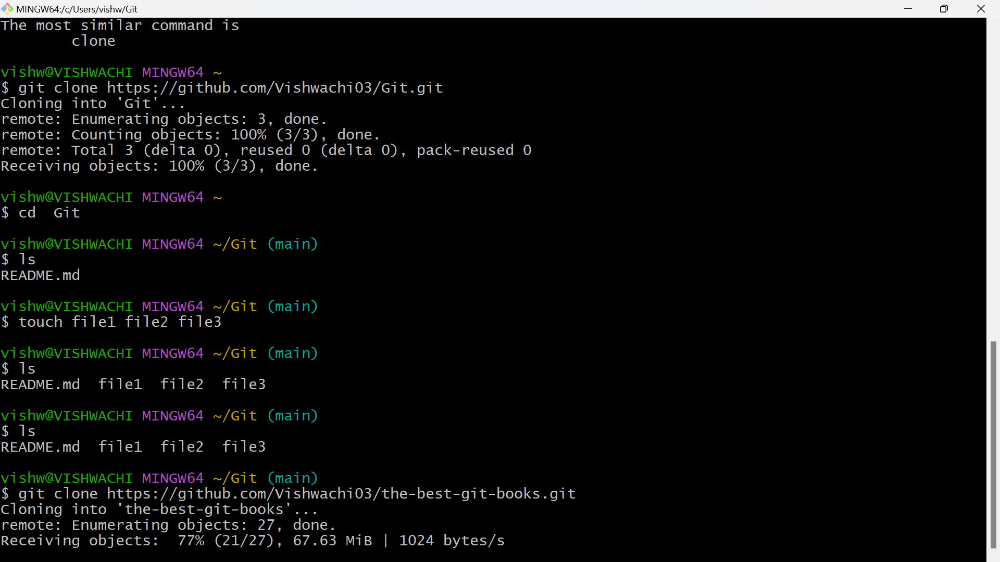 MINGW64:/c/Users/vishw/Git
The most similar command is
        clone
vishw@VISHWACHI MINGW64 ~
$ git clone https://github.com/Vishwachi03/Git.git
Cloning into 'Git'...
remote: Enumerating objects: 3, done.
remote: Counting objects: 100% (3/3), done.
remote: Total 3 (delta 0), reused 0 (delta 0), pack-reused 0
Receiving objects: 100% (3/3), done.
vishw@VISHWACHI MINGW64 ~
$ cd  Git
vishw@VISHWACHI MINGW64 ~/Git (main)
$ ls
README.md
vishw@VISHWACHI MINGW64 ~/Git (main)
$ touch file1 file2 file3
vishw@VISHWACHI MINGW64 ~/Git (main)
$ ls
README.md  file1  file2  file3
vishw@VISHWACHI MINGW64 ~/Git (main)
$ ls
README.md  file1  file2  file3
vishw@VISHWACHI MINGW64 ~/Git (main)
$ git clone https://github.com/Vishwachi03/the-best-git-books.git
Cloning into 'the-best-git-books'...
remote: Enumerating objects: 27, done.
Receiving objects:  77% (21/27), 67.63 MiB | 1024 bytes/s